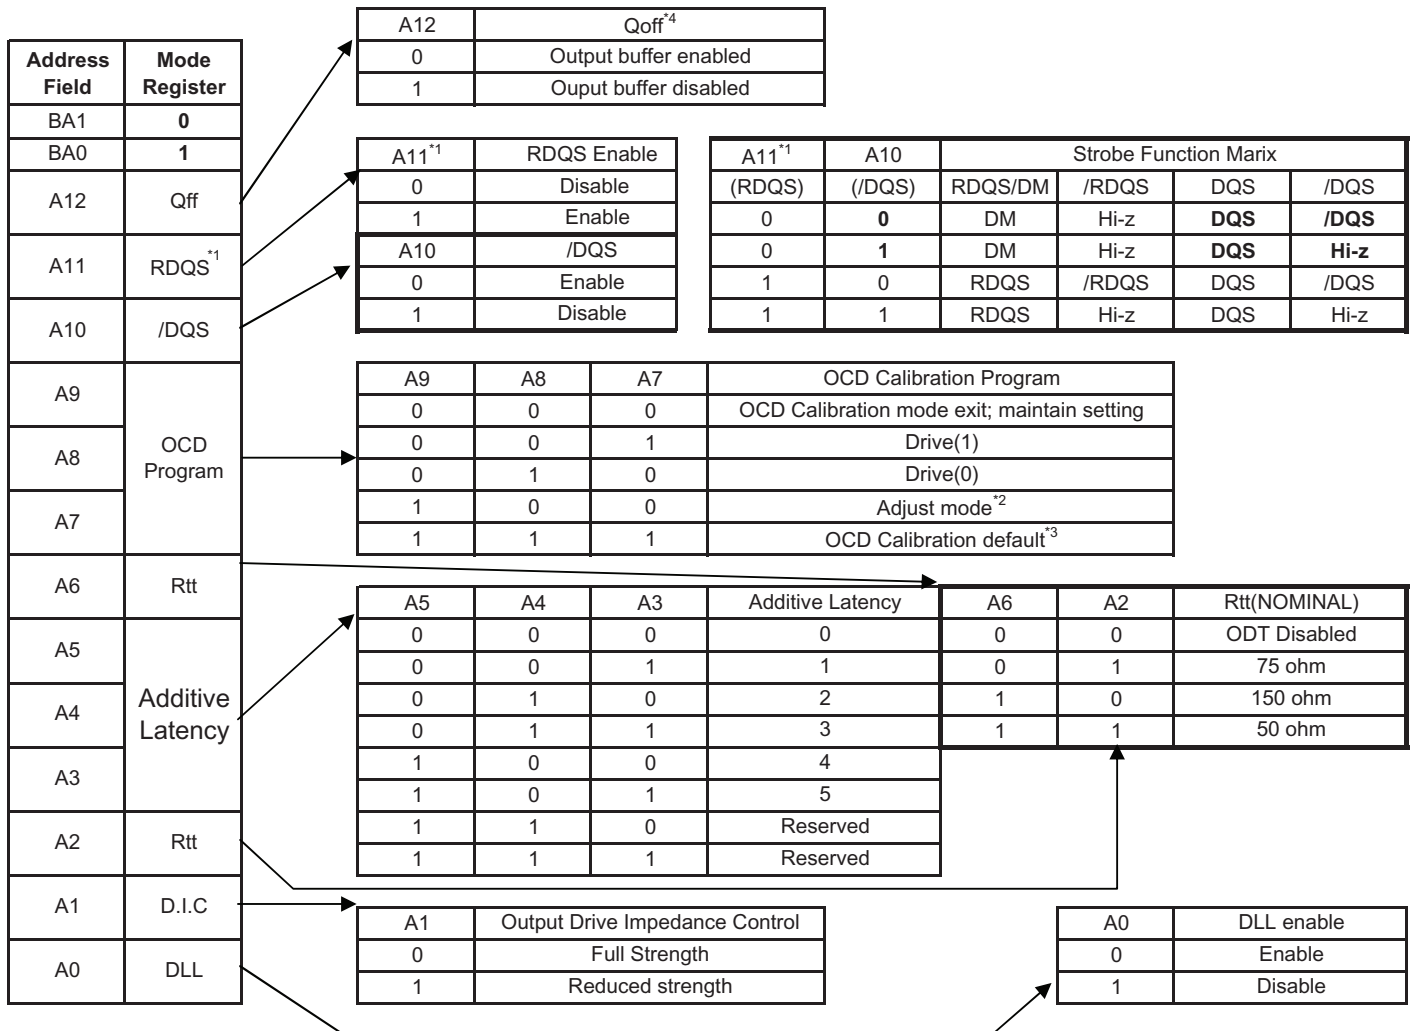 Address Field | Mode Register
BA1 | 0
BA0 | 1
A12 | Qff
A11 | RDQS*1
A10 | /DQS
A9
A8 | OCD Program
A7
A6 | Rtt
A5
A4 | Additive Latency
A3
A2 | Rtt
A1 | D.I.C
A0 | DLL
A12 | Qoff*4
0 | Output buffer enabled
1 | Ouput buffer disabled
A11*1 | RDQS Enable
0 | Disable
1 | Enable
A10 | /DQS
0 | Enable
1 | Disable
A11*1 | A10 | Strobe Function Marix
(RDQS) | (/DQS) | RDQS/DM | /RDQS | DQS | /DQS
0 | 0 | DM | Hi-z | DQS | /DQS
0 | 1 | DM | Hi-z | DQS | Hi-z
1 | 0 | RDQS | /RDQS | DQS | /DQS
1 | 1 | RDQS | Hi-z | DQS | Hi-z
A9 | A8 | A7 | OCD Calibration Program
0 | 0 | 0 | OCD Calibration mode exit; maintain setting
0 | 0 | 1 | Drive(1)
0 | 1 | 0 | Drive(0)
1 | 0 | 0 | Adjust mode*2
1 | 1 | 1 | OCD Calibration default*3
A5 | A4 | A3 | Additive Latency
0 | 0 | 0 | 0
0 | 0 | 1 | 1
0 | 1 | 0 | 2
0 | 1 | 1 | 3
1 | 0 | 0 | 4
1 | 0 | 1 | 5
1 | 1 | 0 | Reserved
1 | 1 | 1 | Reserved
A6 | A2 | Rtt(NOMINAL)
0 | 0 | ODT Disabled
0 | 1 | 75 ohm
1 | 0 | 150 ohm
1 | 1 | 50 ohm
A1 | Output Drive Impedance Control
0 | Full Strength
1 | Reduced strength
A0 | DLL enable
0 | Enable
1 | Disable